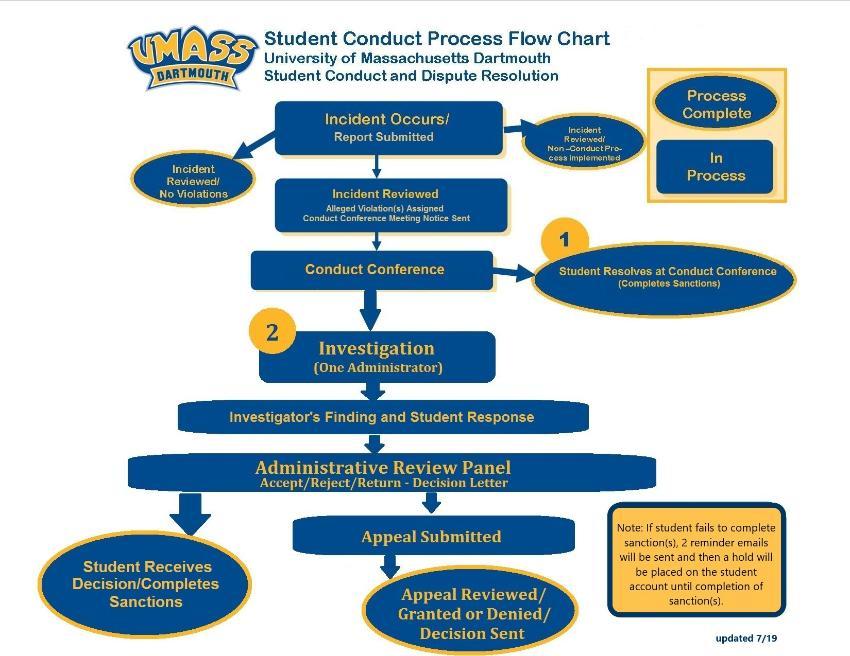 UMASS
DARTMOUTH
Student Conduct Process Flow Chart
University of Massachusetts Dartmouth
Student Conduct and Dispute Resolution
Process
Complete
In
Process
Incident Occurs/
Report Submitted
Incident
Reviewed/
No Violations
Incident
Reviewed/
Non –Conduct Pro-
cess implemented
Incident Reviewed
Alleged Violation(s) Assigned
Conduct Conference Meeting Notice Sent
Conduct Conference
1
Student Resolves at Conduct Conference
(Completes Sanctions)
2
Investigation
(One Administrator)
Investigator's Finding and Student Response
Administrative Review Panel
Accept/Reject/Return - Decision Letter
Student Receives
Decision/Completes
Sanctions
Appeal Submitted
Appeal Reviewed/
Granted or Denied/
Decision Sent
Note: If student fails to complete
sanction(s), 2 reminder emails
will be sent and then a hold will
be placed on the student
account until completion of
sanction(s).
updated 7/19